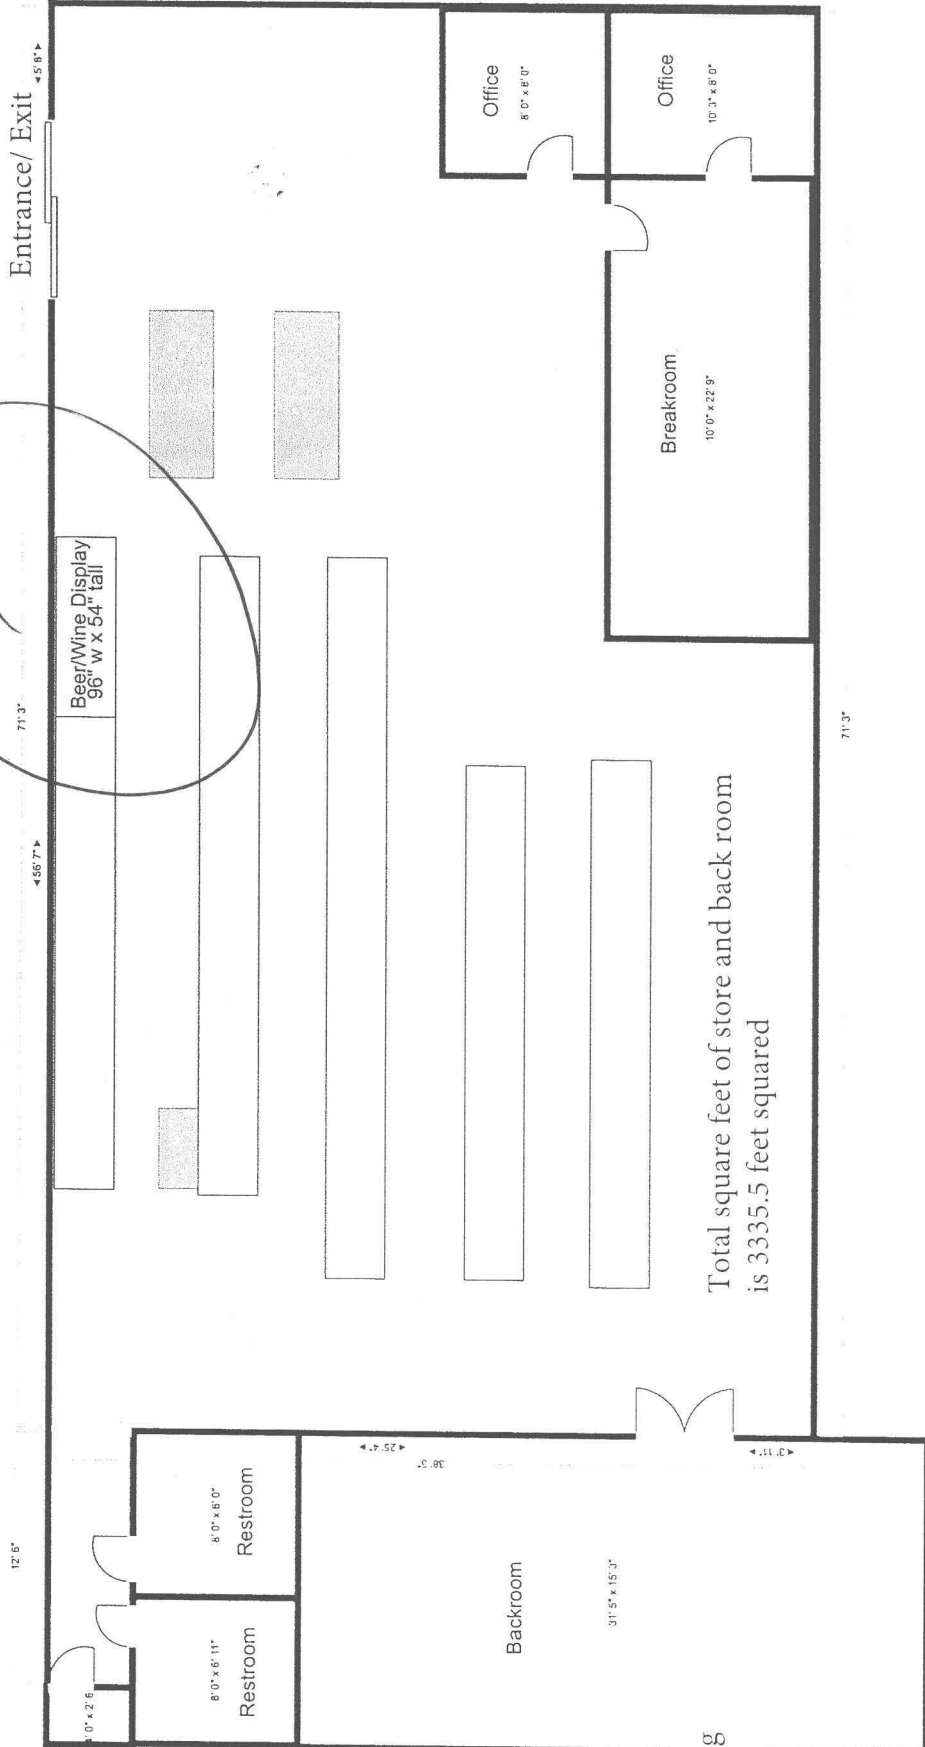 Entrance/ Exit
5' 8"
Office
8' 0" x 8' 0"
Office
10' 3" x 8' 0"
Breakroom
10' 0" x 22' 9"
Beer/Wine Display
96" w x 54" tall
71' 3"
56' 7"
71' 3"
Total square feet of store and back room
is 3335.5 feet squared
12' 6"
25' 4"
38' 3"
3' 11"
Restroom
8' 0" x 8' 0"
Restroom
8' 0" x 6' 11"
Backroom
31' 5" x 15' 3"
g